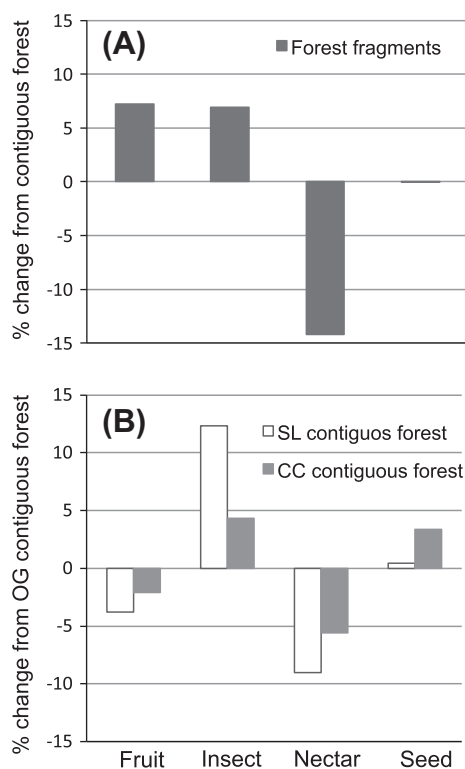 % change from contiguous forest
15
10
5
0
-5
-10
-15
(A)
Forest fragments
% change from OG contiguous forest
15
10
5
0
-5
-10
-15
(B)
SL contiguos forest
CC contiguous forest
Fruit Insect Nectar Seed